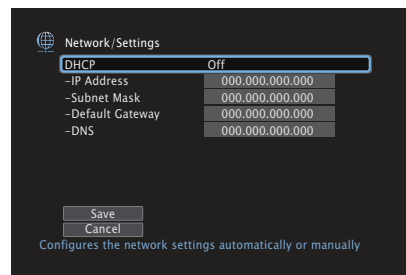 Network/Settings
DHCP Off
-IP Address 000.000.000.000
-Subnet Mask 000.000.000.000
-Default Gateway 000.000.000.000
-DNS 000.000.000.000
Save
Cancel
Configures the network settings automatically or manually